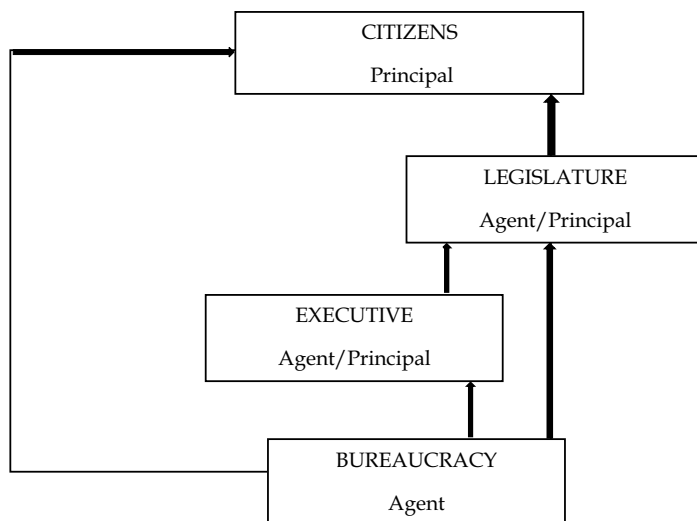 CITIZENS
Principal
LEGISLATURE
Agent/Principal
EXECUTIVE
Agent/Principal
BUREAUCRACY
Agent